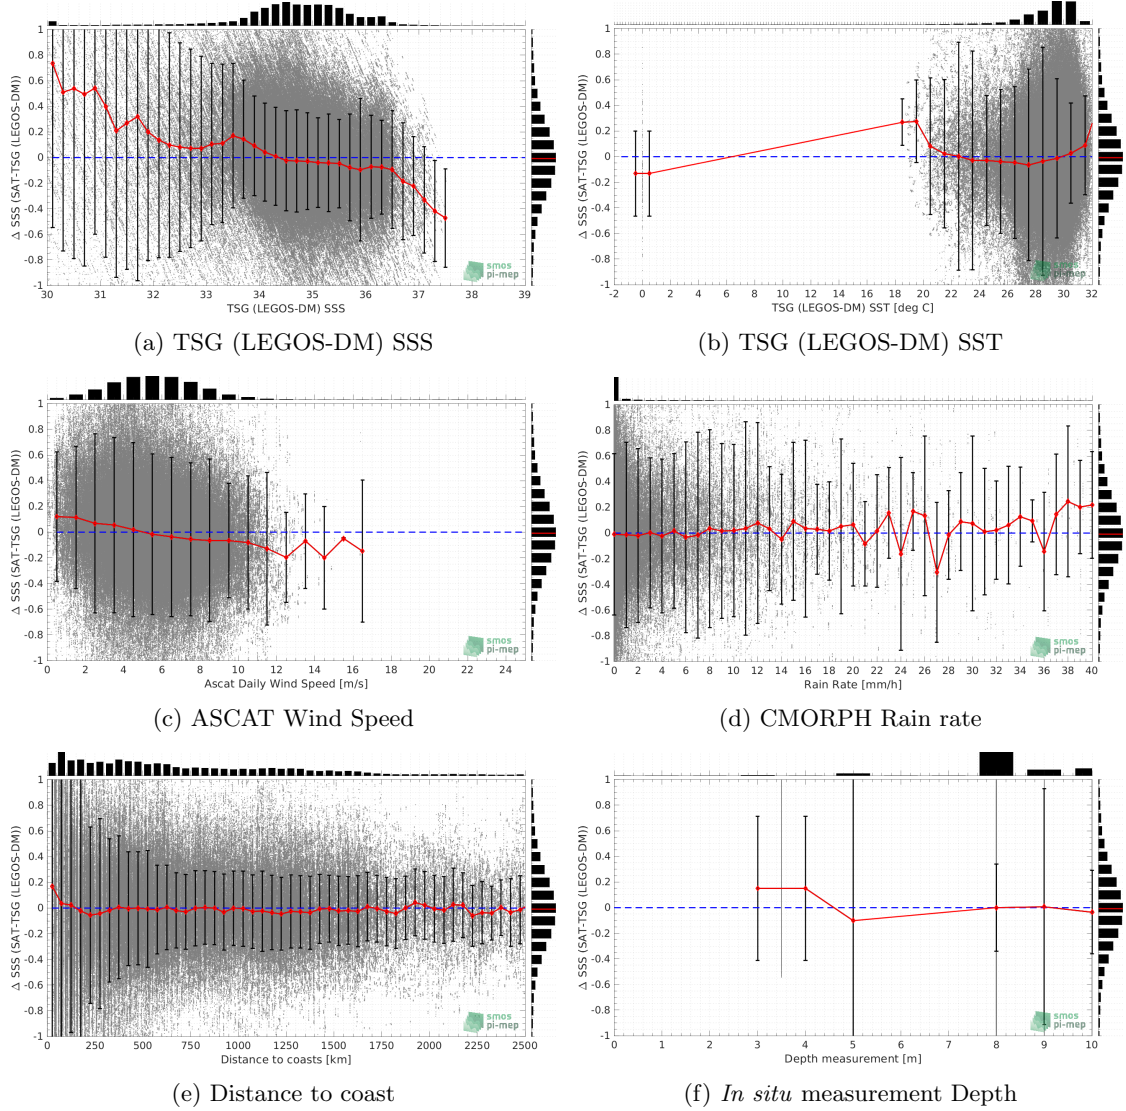 1
0.8
0.6
0.4
0.2
0
-0.2
-0.4
-0.6
-0.8
-1
Δ SSS (SAT-TSG (LEGOS-DM))
smos
pi-mep
30 31 32 33 34 35 36 37 38 39
TSG (LEGOS-DM) SSS
(a) TSG (LEGOS-DM) SSS
1
0.8
0.6
0.4
0.2
0
-0.2
-0.4
-0.6
-0.8
-1
Δ SSS (SAT-TSG (LEGOS-DM))
smos
pi-mep
-2 0 2 4 6 8 10 12 14 16 18 20 22 24 26 28 30 32
TSG (LEGOS-DM) SST [deg C]
(b) TSG (LEGOS-DM) SST
1
0.8
0.6
0.4
0.2
0
-0.2
-0.4
-0.6
-0.8
-1
Δ SSS (SAT-TSG (LEGOS-DM))
smos
pi-mep
0 2 4 6 8 10 12 14 16 18 20 22 24
Ascat Daily Wind Speed [m/s]
(c) ASCAT Wind Speed
1
0.8
0.6
0.4
0.2
0
-0.2
-0.4
-0.6
-0.8
-1
Δ SSS (SAT-TSG (LEGOS-DM))
smos
pi-mep
0 2 4 6 8 10 12 14 16 18 20 22 24 26 28 30 32 34 36 38 40
Rain Rate [mm/h]
(d) CMORPH Rain rate
1
0.8
0.6
0.4
0.2
0
-0.2
-0.4
-0.6
-0.8
-1
Δ SSS (SAT-TSG (LEGOS-DM))
smos
pi-mep
0 250 500 750 1000 1250 1500 1750 2000 2250 2500
Distance to coasts [km]
(e) Distance to coast
1
0.8
0.6
0.4
0.2
0
-0.2
-0.4
-0.6
-0.8
-1
Δ SSS (SAT-TSG (LEGOS-DM))
smos
pi-mep
0 1 2 3 4 5 6 7 8 9 10
Depth measurement [m]
(f) In situ measurement Depth